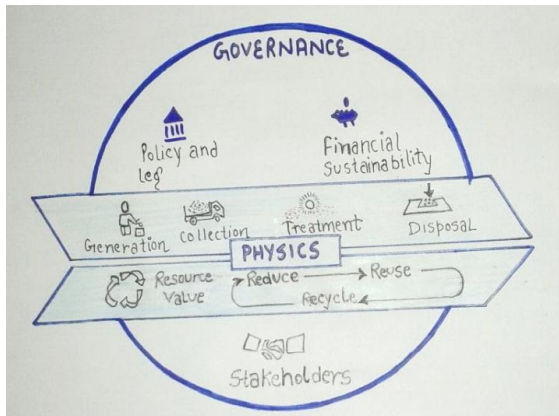 GOVERNANCE
Policy and
leg
Financial
Sustainability
Generation
Collection
Treatment
Disposal
PHYSICS
Resource
Value
Reduce
Reuse
Recycle
Stakeholders